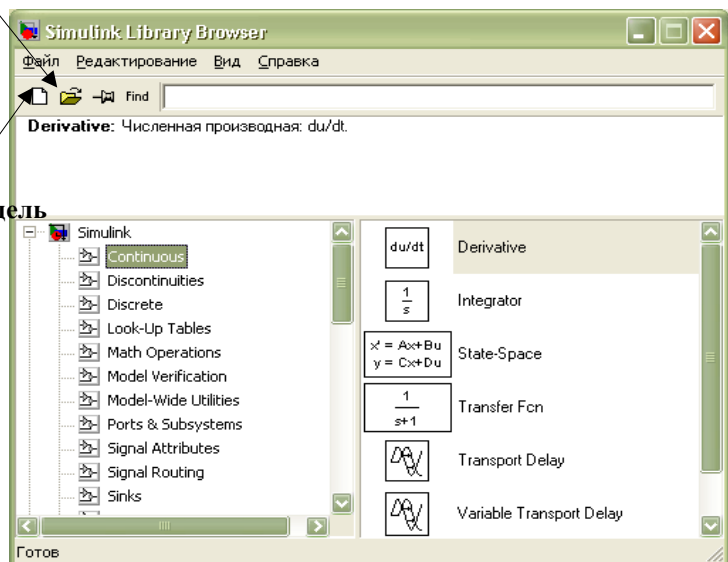 Simulink Library Browser
Файл Редактирование Вид Справка
Find
Derivative: Численная производная: du/dt.
Simulink
Continuous
Discontinuities
Discrete
Look-Up Tables
Math Operations
Model Verification
Model-Wide Utilities
Ports & Subsystems
Signal Attributes
Signal Routing
Sinks
du/dt Derivative
1
s
Integrator
x' = Ax+Bu
y = Cx+Du
State-Space
1
s+1
Transfer Fcn
Transport Delay
Variable Transport Delay
Готов